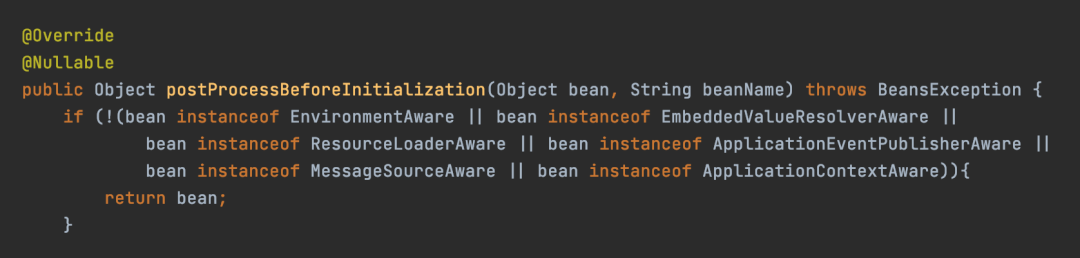 @Override
@Nullable
public Object postProcessBeforeInitialization(Object bean, String beanName) throws BeansException {
    if (!(bean instanceof EnvironmentAware || bean instanceof EmbeddedValueResolverAware ||
            bean instanceof ResourceLoaderAware || bean instanceof ApplicationEventPublisherAware ||
            bean instanceof MessageSourceAware || bean instanceof ApplicationContextAware)){
        return bean;
    }